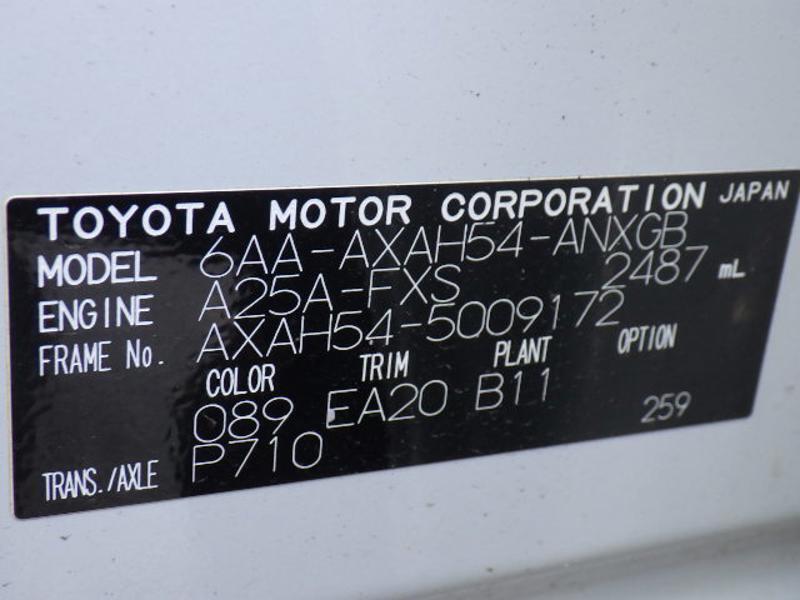 TOYOTA MOTOR CORPORATION JAPAN
MODEL 6AA-AXAH54-ANXGB
ENGINE A25A-FXS 2487 mL
FRAME No. AXAH54-5009172
COLOR TRIM PLANT OPTION
089 EA20 B11 259
TRANS./AXLE P710